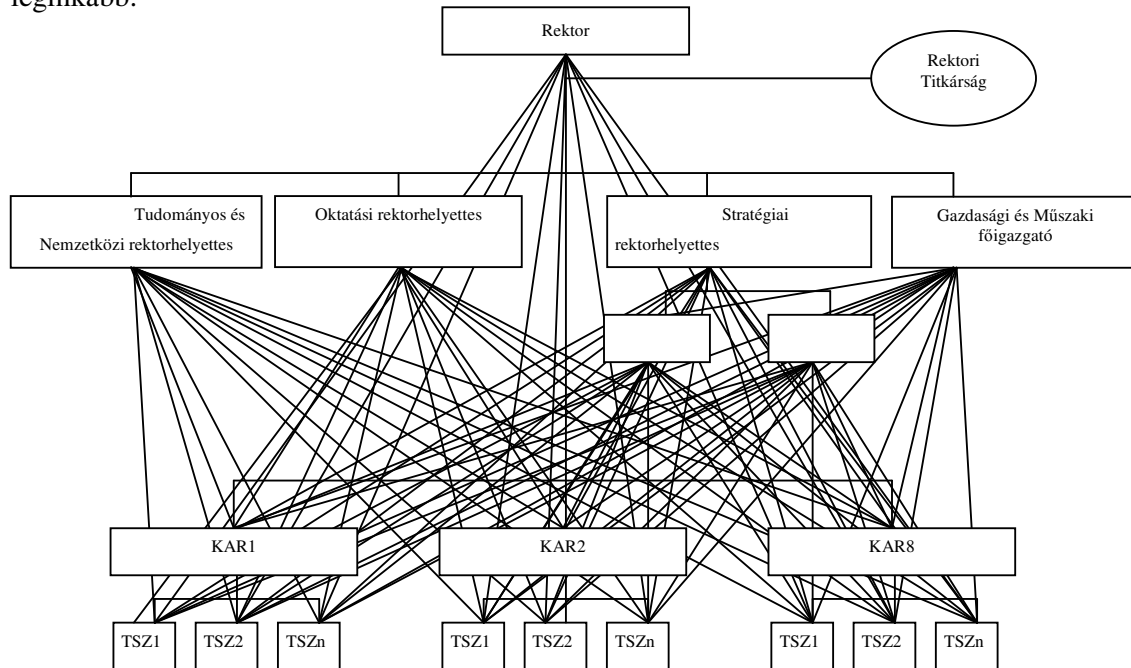 leginkább.
Rektor
Rektori
Titkárság
Tudományos és
Nemzetközi rektorhelyettes
Oktatási rektorhelyettes
Stratégiai
rektorhelyettes
Gazdasági és Műszaki
főigazgató
KAR1
KAR2
KAR8
TSZ1
TSZ2
TSZn
TSZ1
TSZ2
TSZn
TSZ1
TSZ2
TSZn